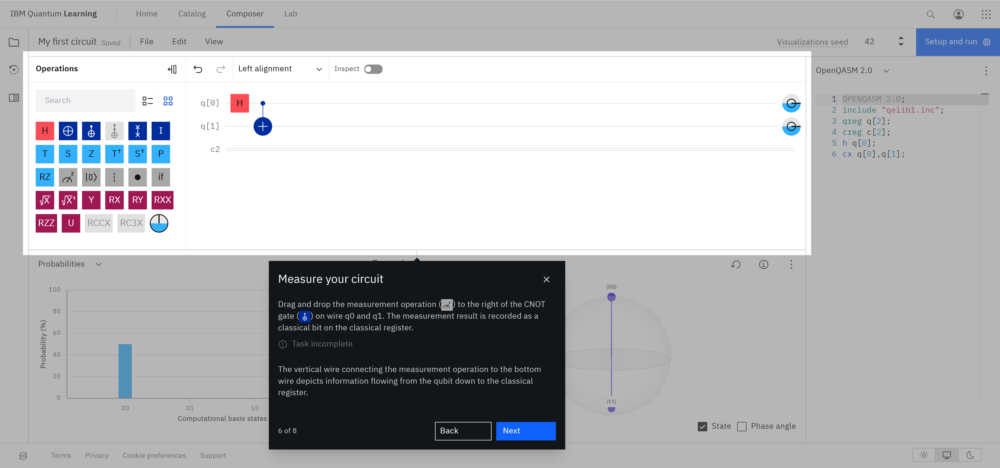 IBM Quantum Learning
Home
Catalog
Composer
Lab
My first circuit
Saved
File
Edit
View
Visualizations seed
42
Setup and run
Operations
Left alignment
Inspect
OpenQASM 2.0
Search
q[0]
H
q[1]
c2
H
I
T
S
Z
T†
S†
P
RZ
z
|0⟩
if
√X
√X†
Y
RX
RY
RXX
RZZ
U
RCCX
RC3X
1 OPENQASM 2.0;
2 include "qelib1.inc";
3 qreg q[2];
4 creg c[2];
5 h q[0];
6 cx q[0],q[1];
Probabilities
100
80
60
40
20
0
Probability (%)
00
01
10
Computational basis states
Measure your circuit
Drag and drop the measurement operation (z) to the right of the CNOT
gate () on wire q0 and q1. The measurement result is recorded as a
classical bit on the classical register.
Task incomplete
The vertical wire connecting the measurement operation to the bottom
wire depicts information flowing from the qubit down to the classical
register.
6 of 8
Back
Next
|00⟩
|11⟩
State
Phase angle
Terms
Privacy
Cookie preferences
Support